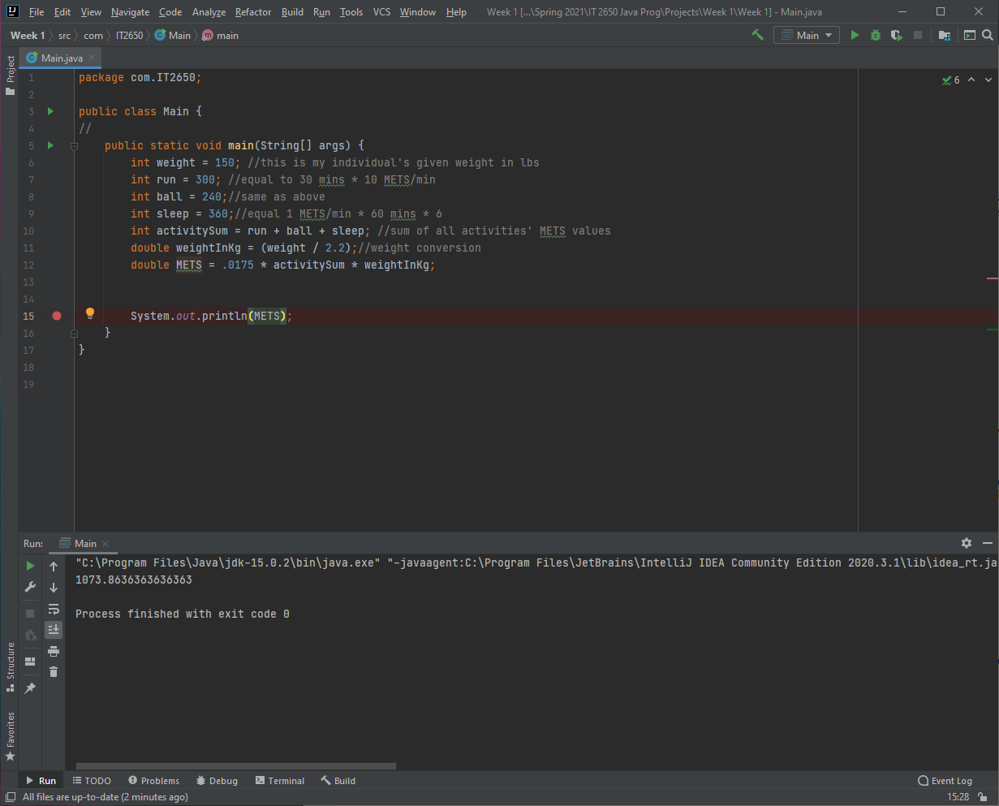 File Edit View Navigate Code Analyze Refactor Build Run Tools VCS Window Help Week 1 [...\Spring 2021\IT 2650 Java Prog\Projects\Week 1\Week 1] - Main.java
Week 1 src com IT2650 Main main Main
Project
Main.java
1 package com.IT2650;
6
2
3 public class Main {
4 //
5 public static void main(String[] args) {
6 int weight = 150; //this is my individual's given weight in lbs
7 int run = 300; //equal to 30 mins * 10 METS/min
8 int ball = 240;//same as above
9 int sleep = 360;//equal 1 METS/min * 60 mins * 6
10 int activitySum = run + ball + sleep; //sum of all activities' METS values
11 double weightInKg = (weight / 2.2);//weight conversion
12 double METS = .0175 * activitySum * weightInKg;
13
14
15 System.out.println(METS);
16 }
17 }
18
19
Run: Main
"C:\Program Files\Java\jdk-15.0.2\bin\java.exe" "-javaagent:C:\Program Files\JetBrains\IntelliJ IDEA Community Edition 2020.3.1\lib\idea_rt.ja
1073.8636363636363
Process finished with exit code 0
Structure
Favorites
Run TODO Problems Debug Terminal Build Event Log
All files are up-to-date (2 minutes ago) 15:28